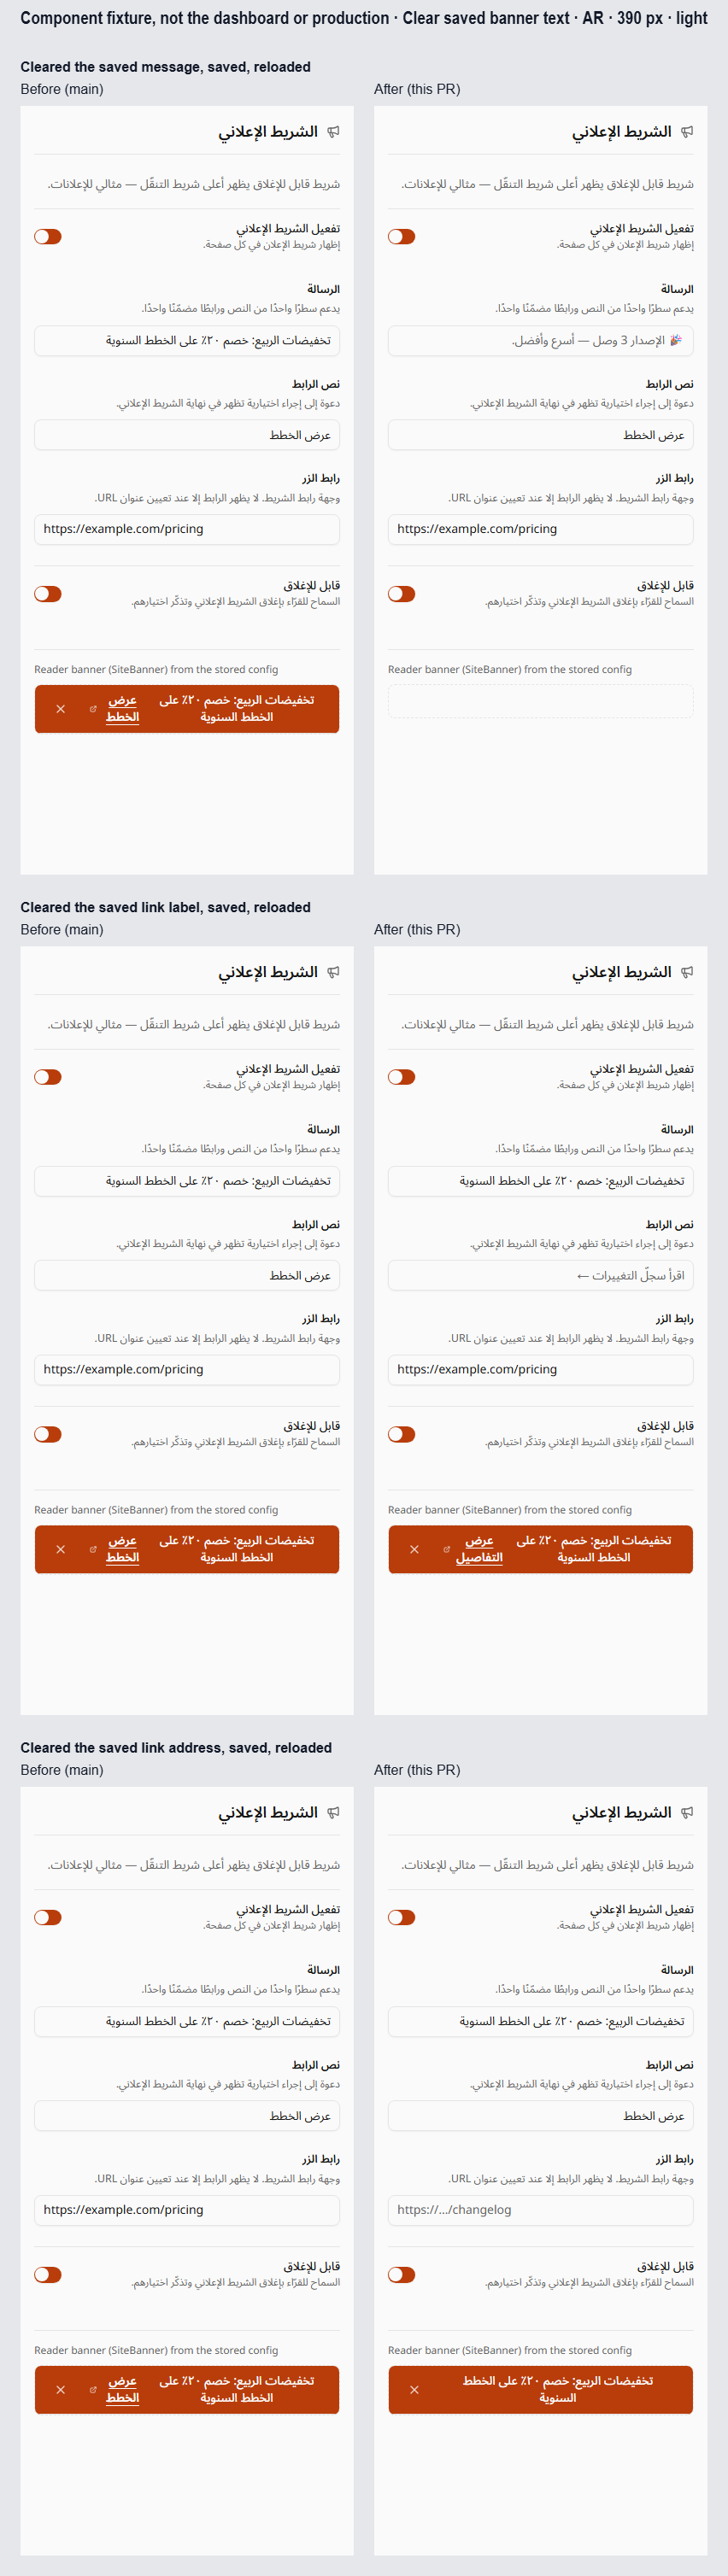 Component fixture, not the dashboard or production · Clear saved banner text · AR · 390 px · light
Cleared the saved message, saved, reloaded
Before (main)
الشريط الإعلاني
شريط قابل للإغلاق يظهر أعلى شريط التنقّل — مثالي للإعلانات.
تفعيل الشريط الإعلاني
إظهار شريط الإعلان في كل صفحة.
الرسالة
يدعم سطرًا واحدًا من النص ورابطًا مضمّنًا واحدًا.
تخفيضات الربيع: خصم ٢٠٪ على الخطط السنوية
نص الرابط
دعوة إلى إجراء اختيارية تظهر في نهاية الشريط الإعلاني.
عرض الخطط
رابط الزر
وجهة رابط الشريط. لا يظهر الرابط إلا عند تعيين عنوان URL.
https://example.com/pricing
قابل للإغلاق
السماح للقرّاء بإغلاق الشريط الإعلاني وتذكّر اختيارهم.
Reader banner (SiteBanner) from the stored config
تخفيضات الربيع: خصم ٢٠٪ على
الخطط السنوية
عرض
الخطط
After (this PR)
الشريط الإعلاني
شريط قابل للإغلاق يظهر أعلى شريط التنقّل — مثالي للإعلانات.
تفعيل الشريط الإعلاني
إظهار شريط الإعلان في كل صفحة.
الرسالة
يدعم سطرًا واحدًا من النص ورابطًا مضمّنًا واحدًا.
🎉 الإصدار 3 وصل — أسرع وأفضل.
نص الرابط
دعوة إلى إجراء اختيارية تظهر في نهاية الشريط الإعلاني.
عرض الخطط
رابط الزر
وجهة رابط الشريط. لا يظهر الرابط إلا عند تعيين عنوان URL.
https://example.com/pricing
قابل للإغلاق
السماح للقرّاء بإغلاق الشريط الإعلاني وتذكّر اختيارهم.
Reader banner (SiteBanner) from the stored config
Cleared the saved link label, saved, reloaded
Before (main)
الشريط الإعلاني
شريط قابل للإغلاق يظهر أعلى شريط التنقّل — مثالي للإعلانات.
تفعيل الشريط الإعلاني
إظهار شريط الإعلان في كل صفحة.
الرسالة
يدعم سطرًا واحدًا من النص ورابطًا مضمّنًا واحدًا.
تخفيضات الربيع: خصم ٢٠٪ على الخطط السنوية
نص الرابط
دعوة إلى إجراء اختيارية تظهر في نهاية الشريط الإعلاني.
عرض الخطط
رابط الزر
وجهة رابط الشريط. لا يظهر الرابط إلا عند تعيين عنوان URL.
https://example.com/pricing
قابل للإغلاق
السماح للقرّاء بإغلاق الشريط الإعلاني وتذكّر اختيارهم.
Reader banner (SiteBanner) from the stored config
تخفيضات الربيع: خصم ٢٠٪ على
الخطط السنوية
عرض
الخطط
After (this PR)
الشريط الإعلاني
شريط قابل للإغلاق يظهر أعلى شريط التنقّل — مثالي للإعلانات.
تفعيل الشريط الإعلاني
إظهار شريط الإعلان في كل صفحة.
الرسالة
يدعم سطرًا واحدًا من النص ورابطًا مضمّنًا واحدًا.
تخفيضات الربيع: خصم ٢٠٪ على الخطط السنوية
نص الرابط
دعوة إلى إجراء اختيارية تظهر في نهاية الشريط الإعلاني.
اقرأ سجلّ التغييرات ←
رابط الزر
وجهة رابط الشريط. لا يظهر الرابط إلا عند تعيين عنوان URL.
https://example.com/pricing
قابل للإغلاق
السماح للقرّاء بإغلاق الشريط الإعلاني وتذكّر اختيارهم.
Reader banner (SiteBanner) from the stored config
تخفيضات الربيع: خصم ٢٠٪ على
الخطط السنوية
عرض
التفاصيل
Cleared the saved link address, saved, reloaded
Before (main)
الشريط الإعلاني
شريط قابل للإغلاق يظهر أعلى شريط التنقّل — مثالي للإعلانات.
تفعيل الشريط الإعلاني
إظهار شريط الإعلان في كل صفحة.
الرسالة
يدعم سطرًا واحدًا من النص ورابطًا مضمّنًا واحدًا.
تخفيضات الربيع: خصم ٢٠٪ على الخطط السنوية
نص الرابط
دعوة إلى إجراء اختيارية تظهر في نهاية الشريط الإعلاني.
عرض الخطط
رابط الزر
وجهة رابط الشريط. لا يظهر الرابط إلا عند تعيين عنوان URL.
https://example.com/pricing
قابل للإغلاق
السماح للقرّاء بإغلاق الشريط الإعلاني وتذكّر اختيارهم.
Reader banner (SiteBanner) from the stored config
تخفيضات الربيع: خصم ٢٠٪ على
الخطط السنوية
عرض
الخطط
After (this PR)
الشريط الإعلاني
شريط قابل للإغلاق يظهر أعلى شريط التنقّل — مثالي للإعلانات.
تفعيل الشريط الإعلاني
إظهار شريط الإعلان في كل صفحة.
الرسالة
يدعم سطرًا واحدًا من النص ورابطًا مضمّنًا واحدًا.
تخفيضات الربيع: خصم ٢٠٪ على الخطط السنوية
نص الرابط
دعوة إلى إجراء اختيارية تظهر في نهاية الشريط الإعلاني.
عرض الخطط
رابط الزر
وجهة رابط الشريط. لا يظهر الرابط إلا عند تعيين عنوان URL.
https://.../changelog
قابل للإغلاق
السماح للقرّاء بإغلاق الشريط الإعلاني وتذكّر اختيارهم.
Reader banner (SiteBanner) from the stored config
تخفيضات الربيع: خصم ٢٠٪ على الخطط
السنوية